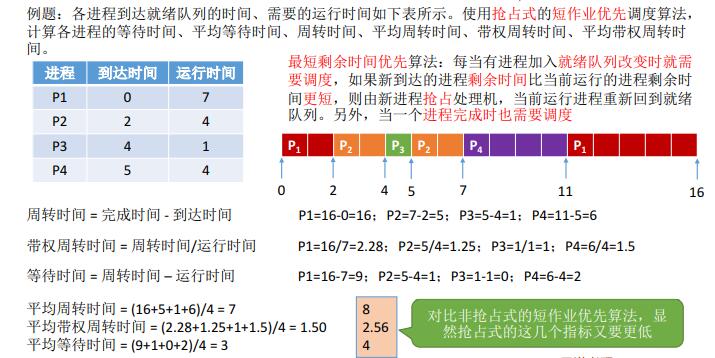 例题：各进程到达就绪队列的时间、需要的运行时间如下表所示。使用抢占式的短作业优先调度算法，
计算各进程的等待时间、平均等待时间、周转时间、平均周转时间、带权周转时间、平均带权周转时
间。
最短剩余时间优先算法：每当有进程加入就绪队列改变时就需
要调度，如果新到达的进程剩余时间比当前运行的进程剩余时
间更短，则由新进程抢占处理机，当前运行进程重新回到就绪
队列。另外，当一个进程完成时也需要调度
进程 到达时间 运行时间
P1 0 7
P2 2 4
P3 4 1
P4 5 4
P1 P2 P3 P2 P4 P1
0 2 4 5 7 11 16
周转时间 = 完成时间 - 到达时间 P1=16-0=16；P2=7-2=5；P3=5-4=1；P4=11-5=6
带权周转时间 = 周转时间/运行时间 P1=16/7=2.28；P2=5/4=1.25；P3=1/1=1；P4=6/4=1.5
等待时间 = 周转时间 – 运行时间 P1=16-7=9；P2=5-4=1；P3=1-1=0；P4=6-4=2
平均周转时间 = (16+5+1+6)/4 = 7
平均带权周转时间 = (2.28+1.25+1+1.5)/4 = 1.50
平均等待时间 = (9+1+0+2)/4 = 3
8
2.56
4
对比非抢占式的短作业优先算法，显
然抢占式的这几个指标又要更低